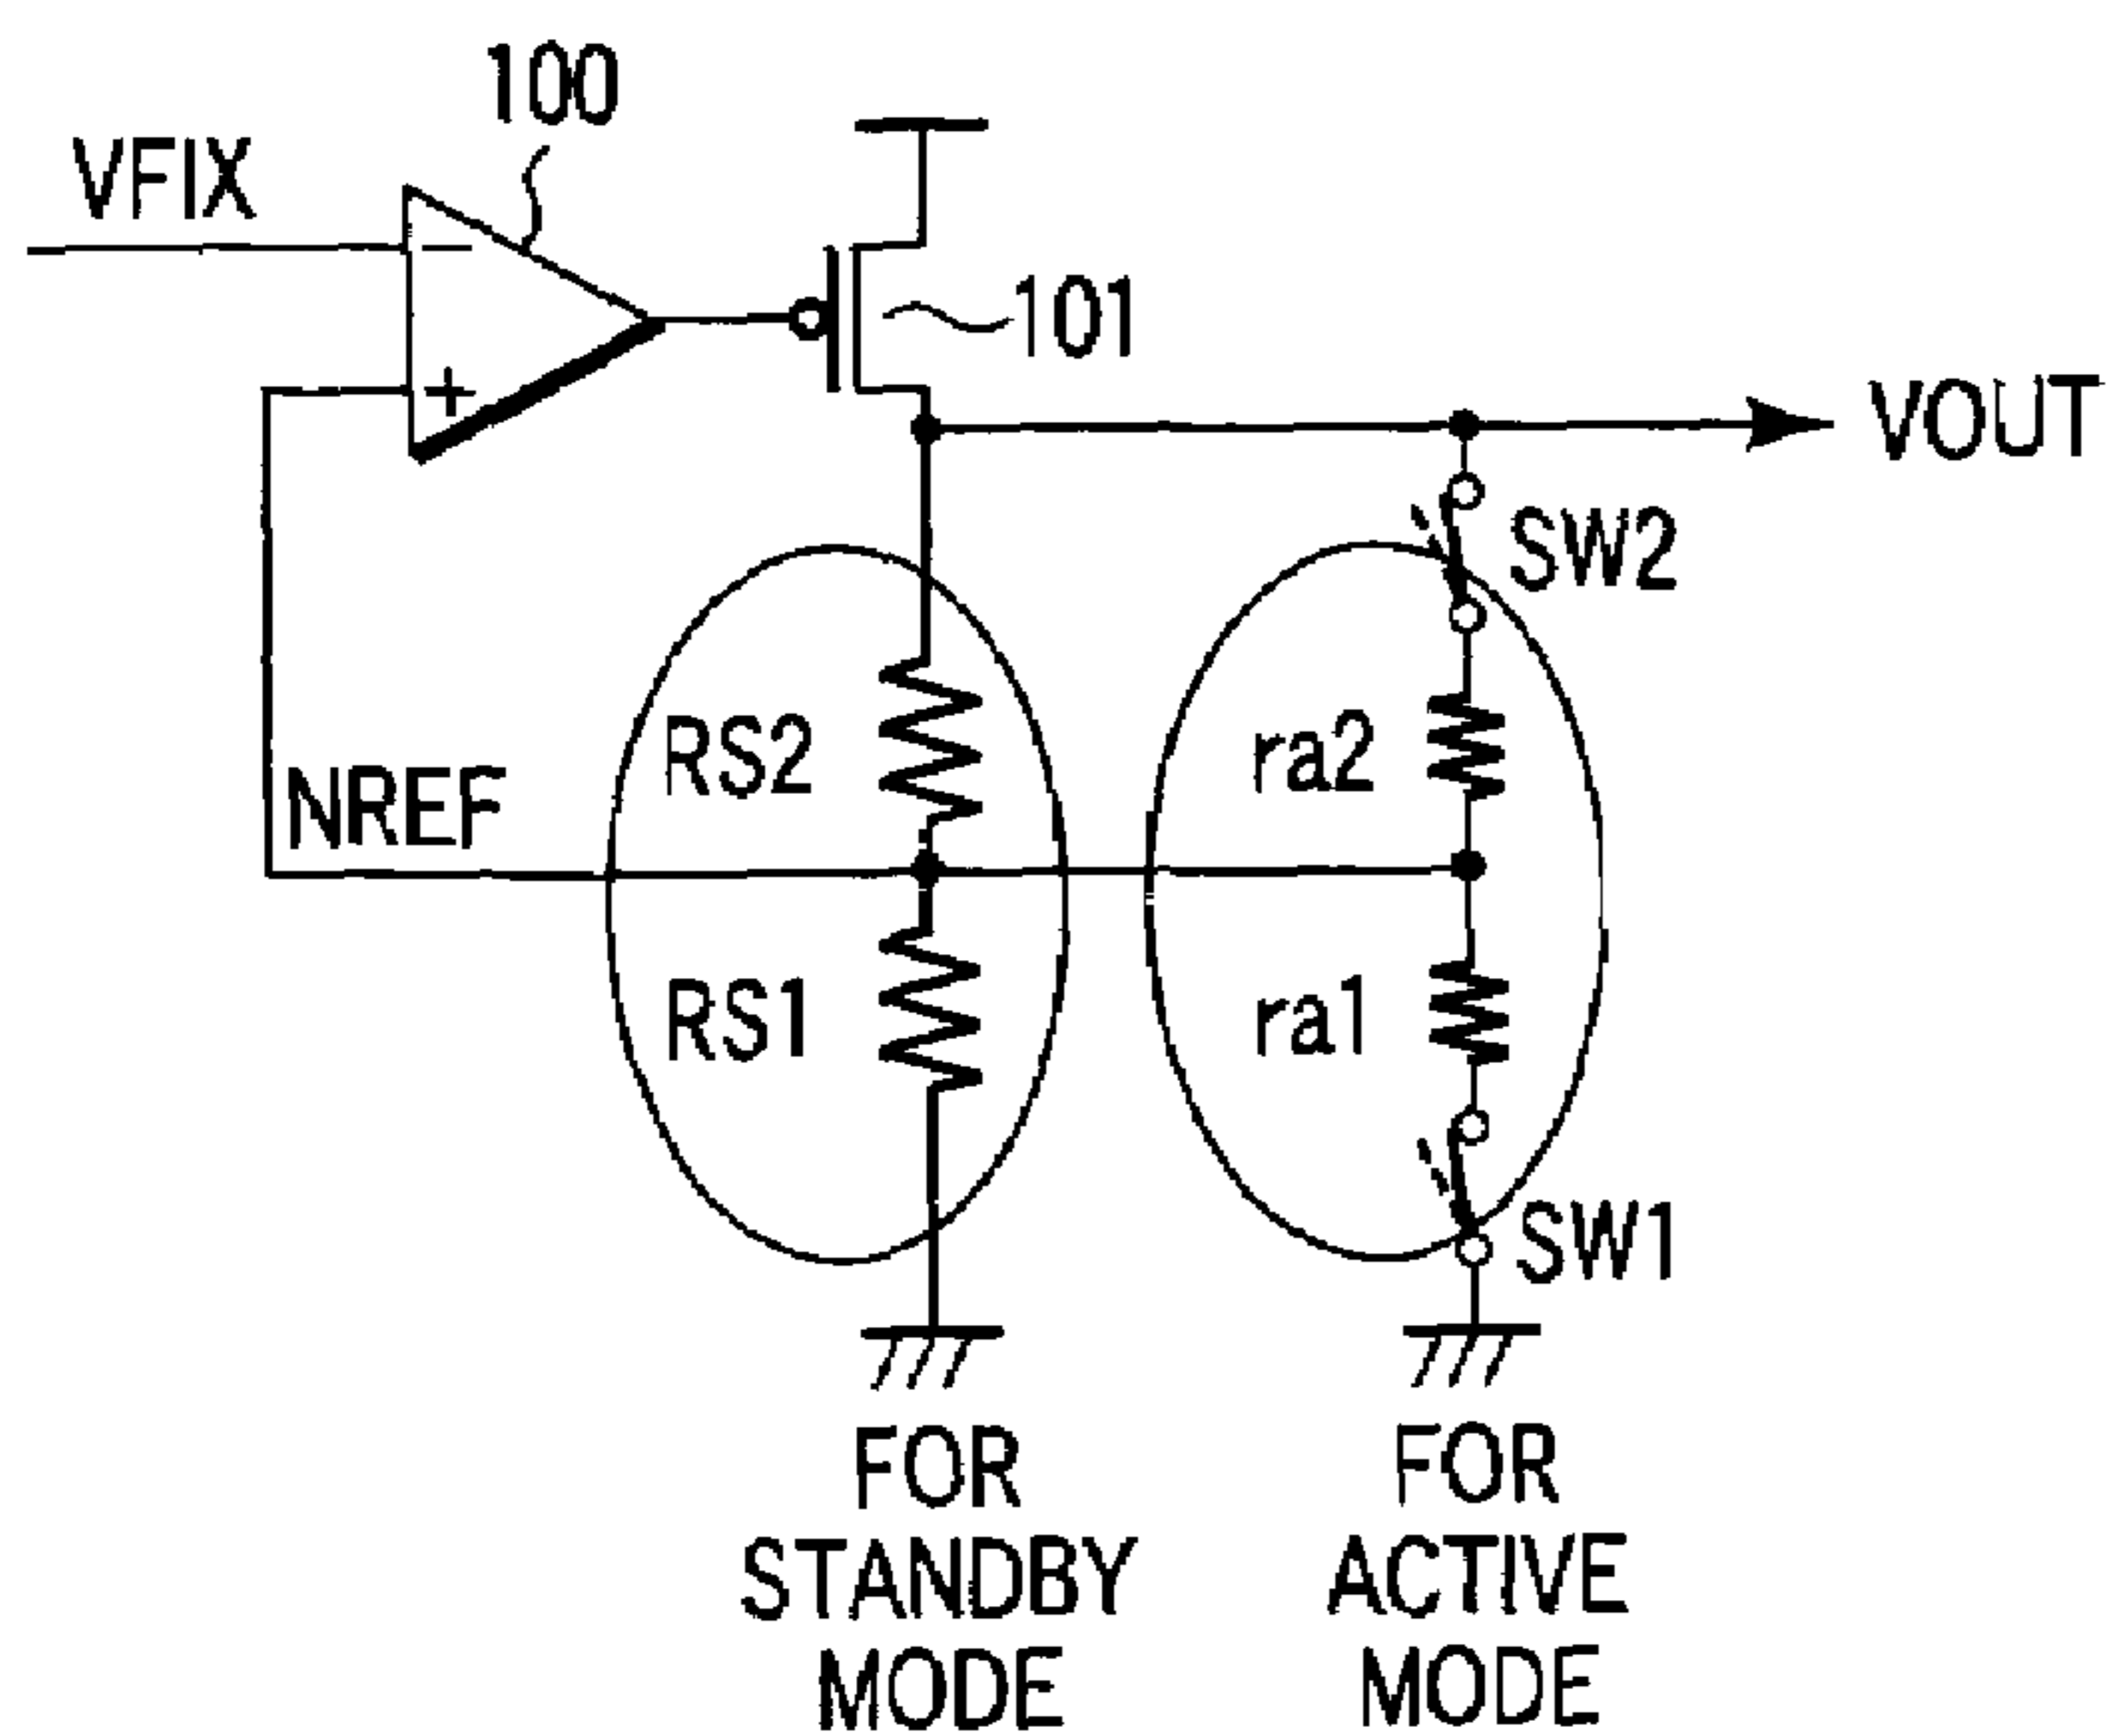 100
VFIX
−
101
+
VOUT
SW2
RS2
ra2
NREF
RS1
ra1
SW1
FOR
STANDBY
MODE
FOR
ACTIVE
MODE